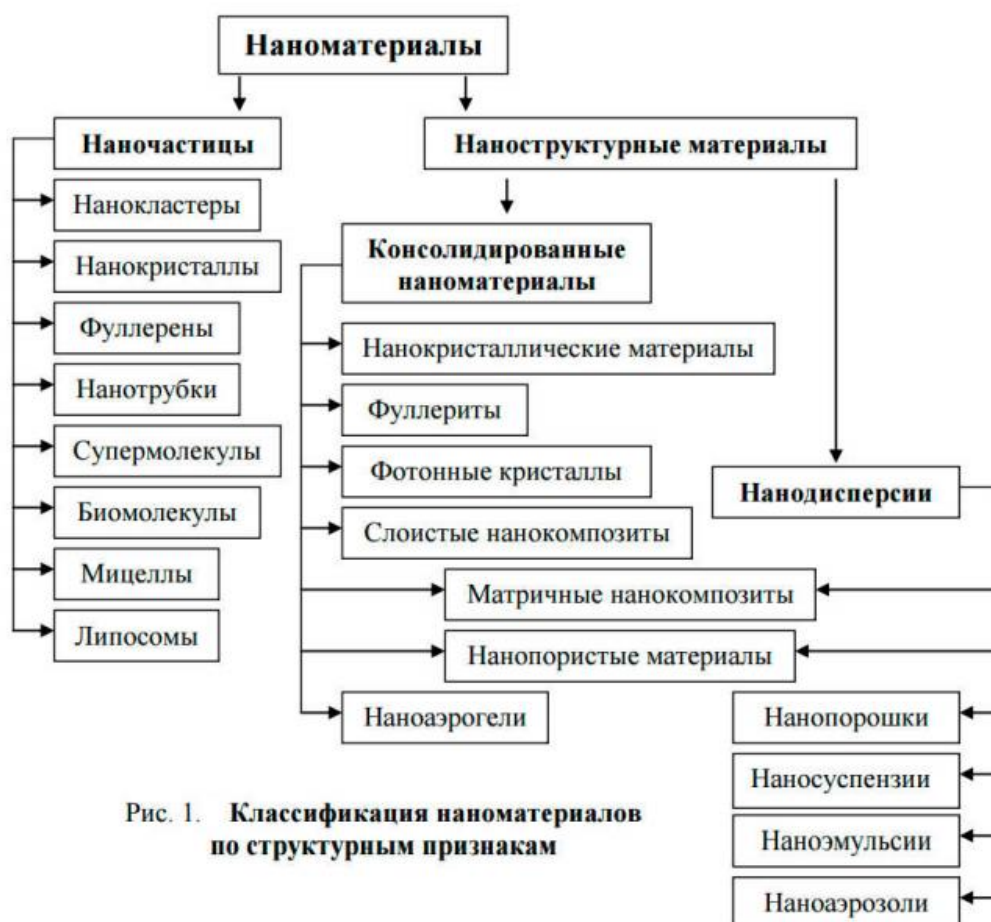 Наноматериалы
Наночастицы
Нанокластеры
Нанокристаллы
Фуллерены
Нанотрубки
Супермолекулы
Биомолекулы
Мицеллы
Липосомы
Наноструктурные материалы
Консолидированные
наноматериалы
Нанокристаллические материалы
Фуллериты
Фотонные кристаллы
Слоистые нанокомпозиты
Матричные нанокомпозиты
Нанопористые материалы
Наноаэрогели
Нанодисперсии
Нанопорошки
Наносуспензии
Наноэмульсии
Наноаэрозоли
Рис. 1. Классификация наноматериалов
по структурным признакам